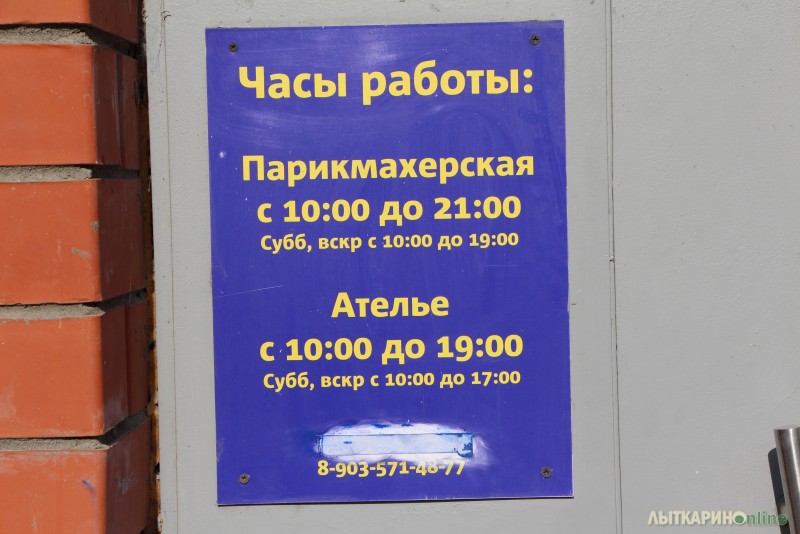 Часы работы:
Парикмахерская
с 10:00 до 21:00
Субб, вскр с 10:00 до 19:00
Ателье
с 10:00 до 19:00
Субб, вскр с 10:00 до 17:00
8-903-571-48-77
ЛЫТКАРИНОonline